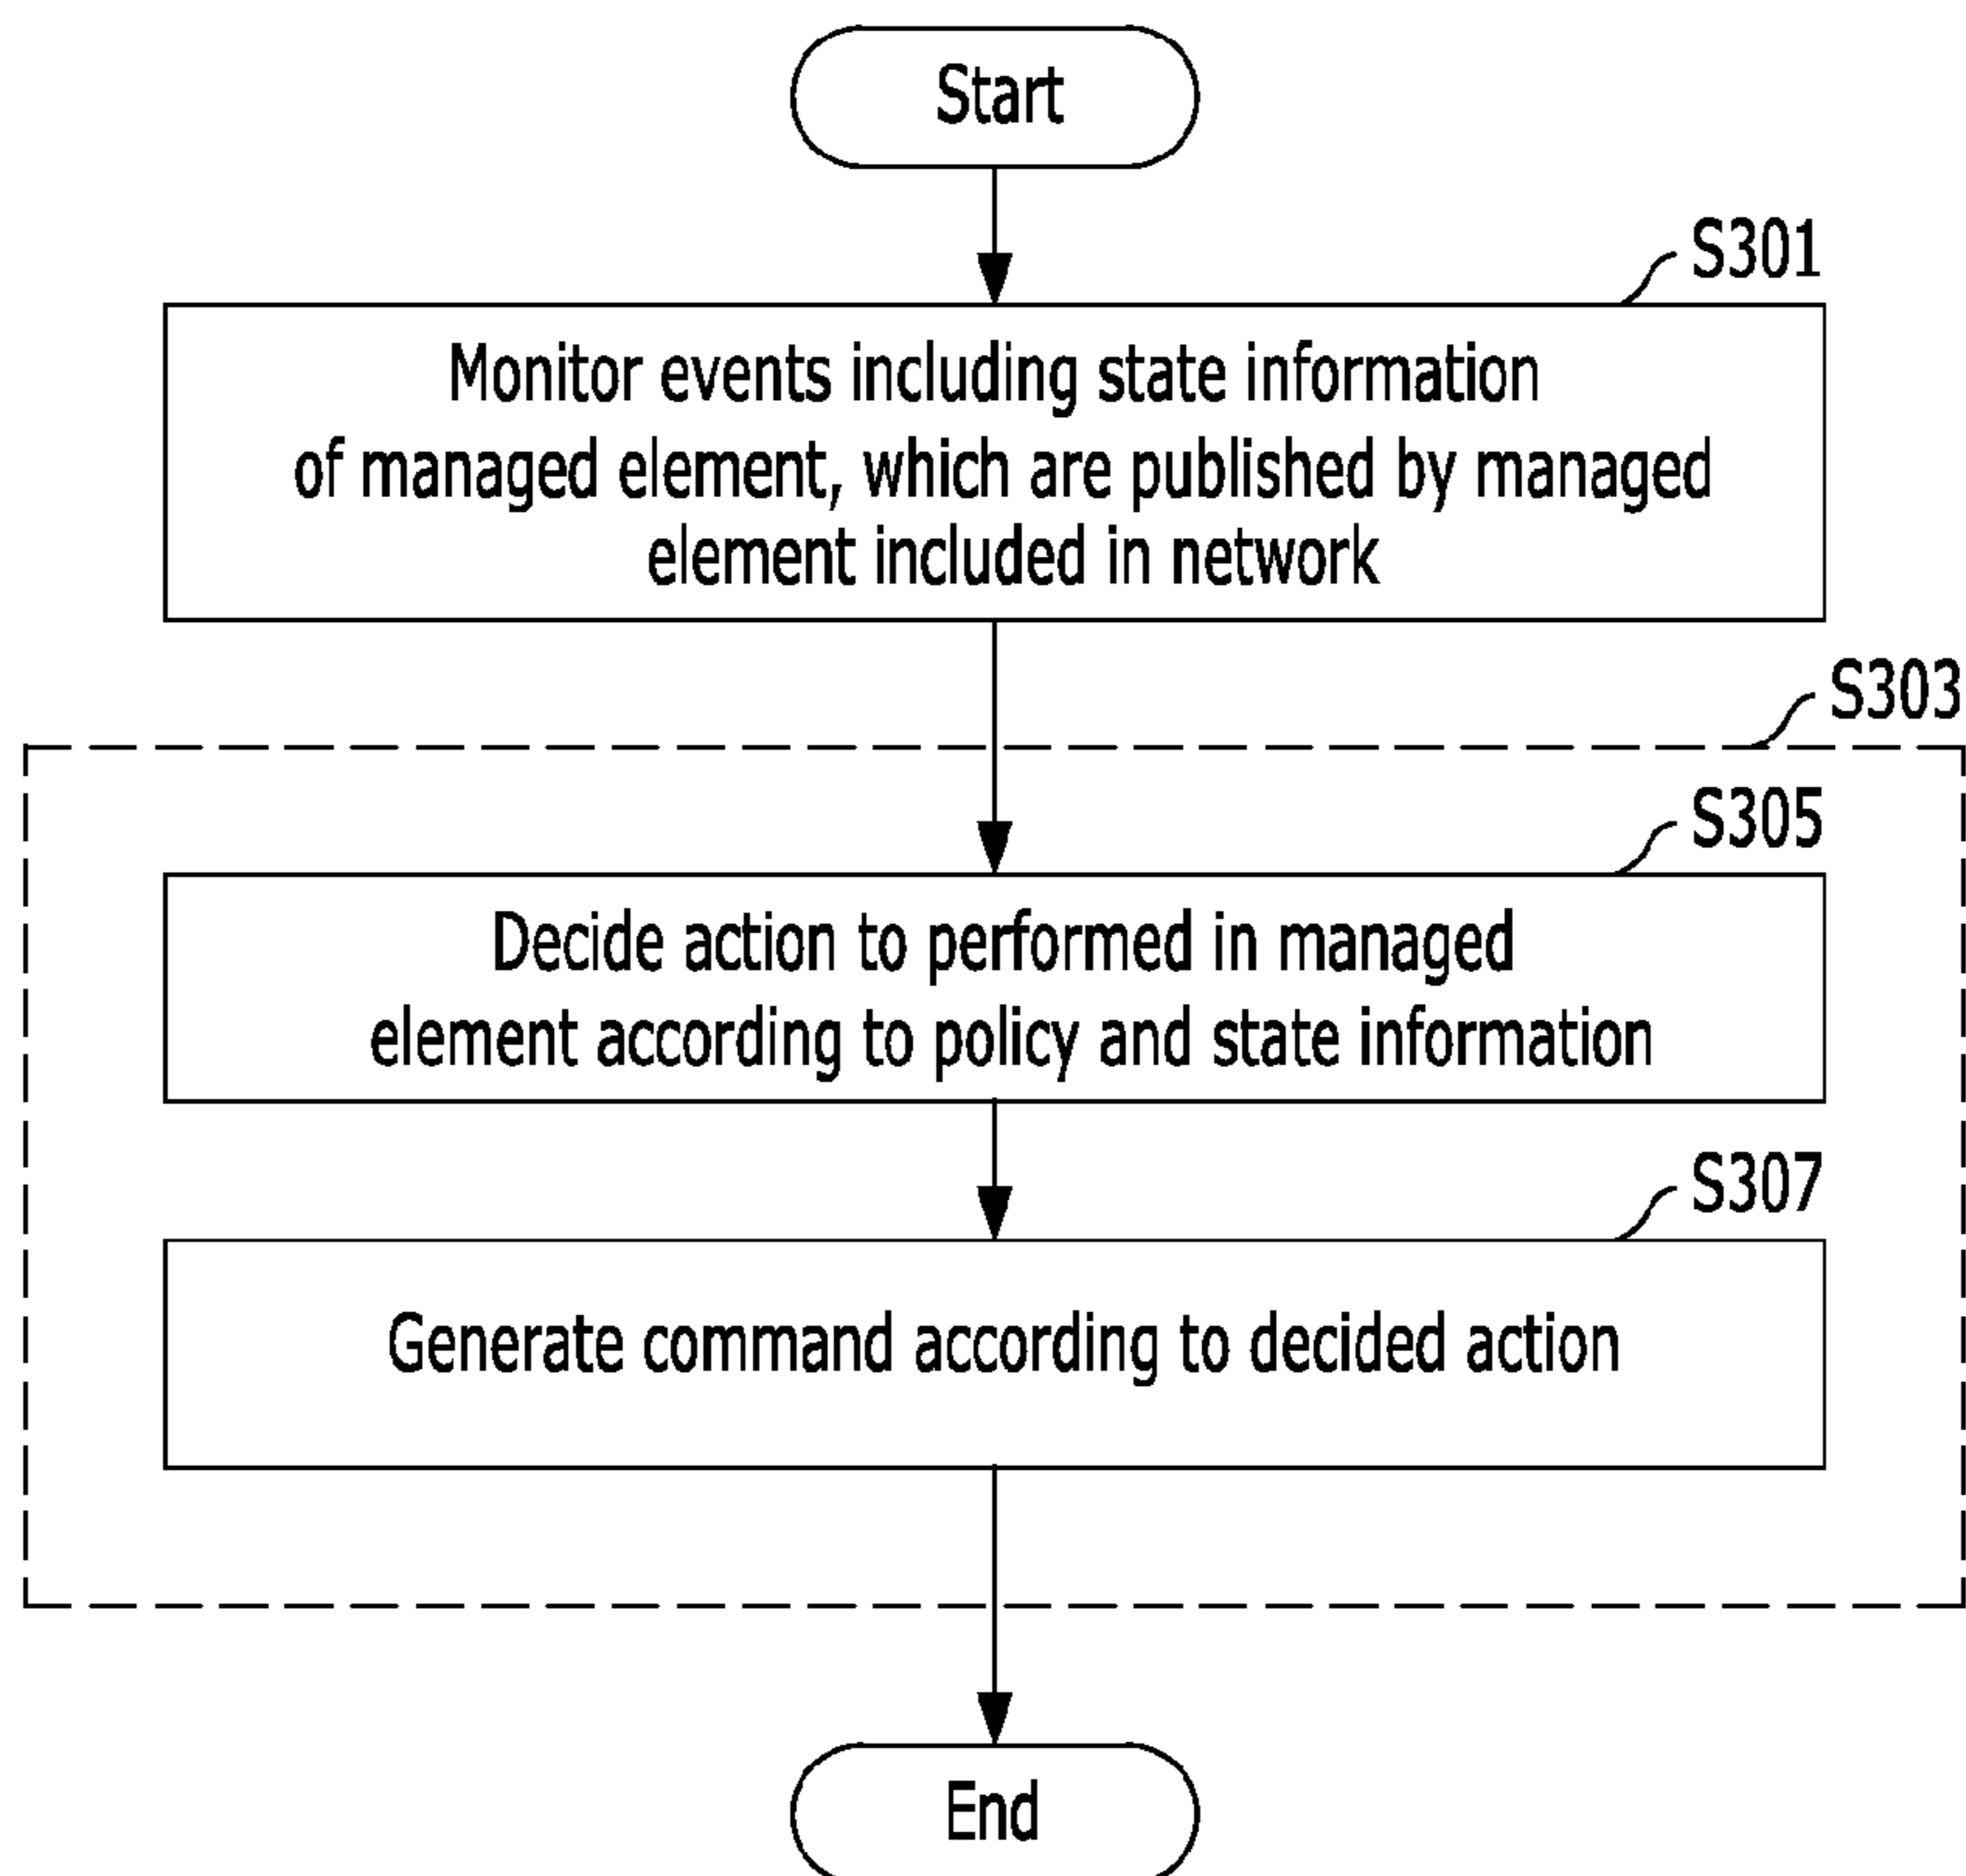 Start
S301
Monitor events including state information
of managed element, which are published by managed
element included in network
S303
S305
Decide action to performed in managed
element according to policy and state information
S307
Generate command according to decided action
End